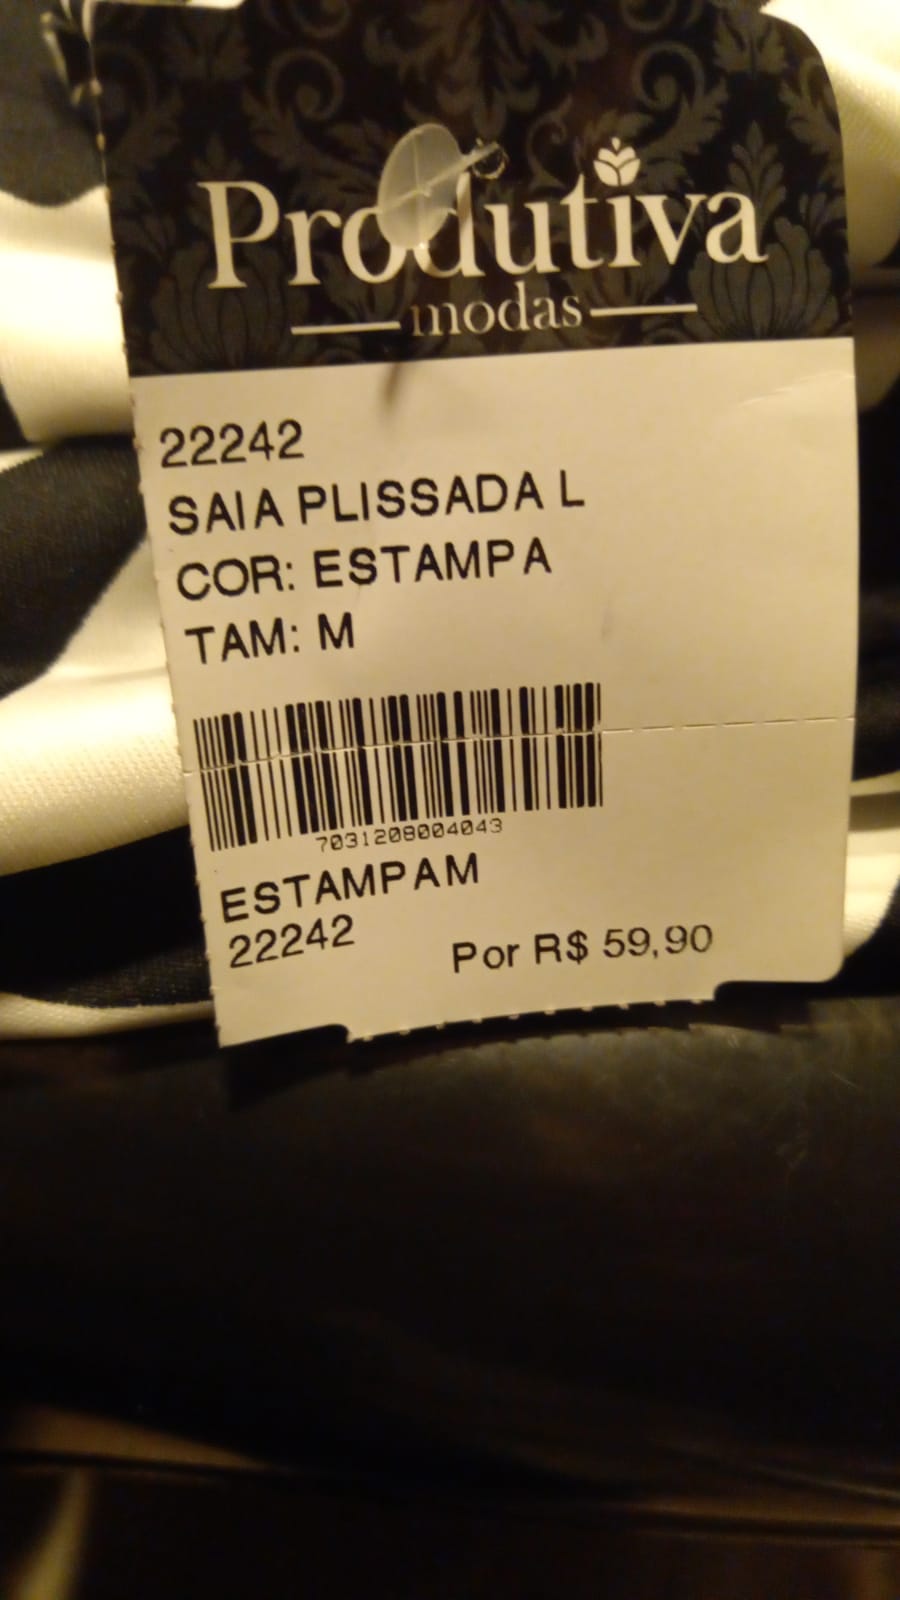 Produtiva
modas
22242
SAIA PLISSADA L
COR: ESTAMPA
TAM: M
7031208004043
ESTAMPAM
22242
Por R$ 59,90